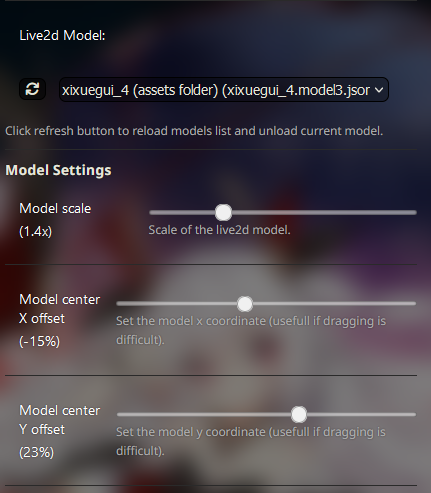 Live2d Model:
xixuegui_4 (assets folder) (xixuegui_4.model3.jsor
Click refresh button to reload models list and unload current model.
Model Settings
Model scale
(1.4x)
Scale of the live2d model.
Model center
X offset
(-15%)
Set the model x coordinate (usefull if dragging is
difficult).
Model center
Y offset
(23%)
Set the model y coordinate (usefull if dragging is
difficult).